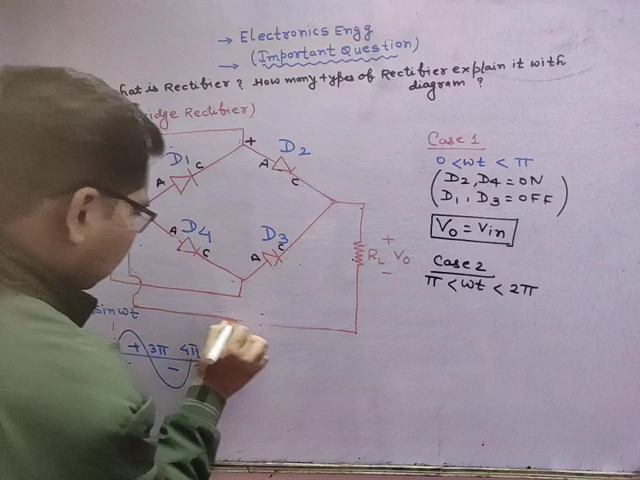 → Electronics Engg
→ (Important Question)
hat is Rectifier? How many types of Rectifier explain it with
diagram ?
idge Rectifier)
+
D1 C
A
D2
A
C
D4
A
C
D3
C
A
+
RL Vo
−
sinωt
+ 3π 4π
−
Case 1
0 < ωt < π
(D2, D4 = ON
D1, D3 = OFF)
Vo = Vin
Case 2
π < ωt < 2π